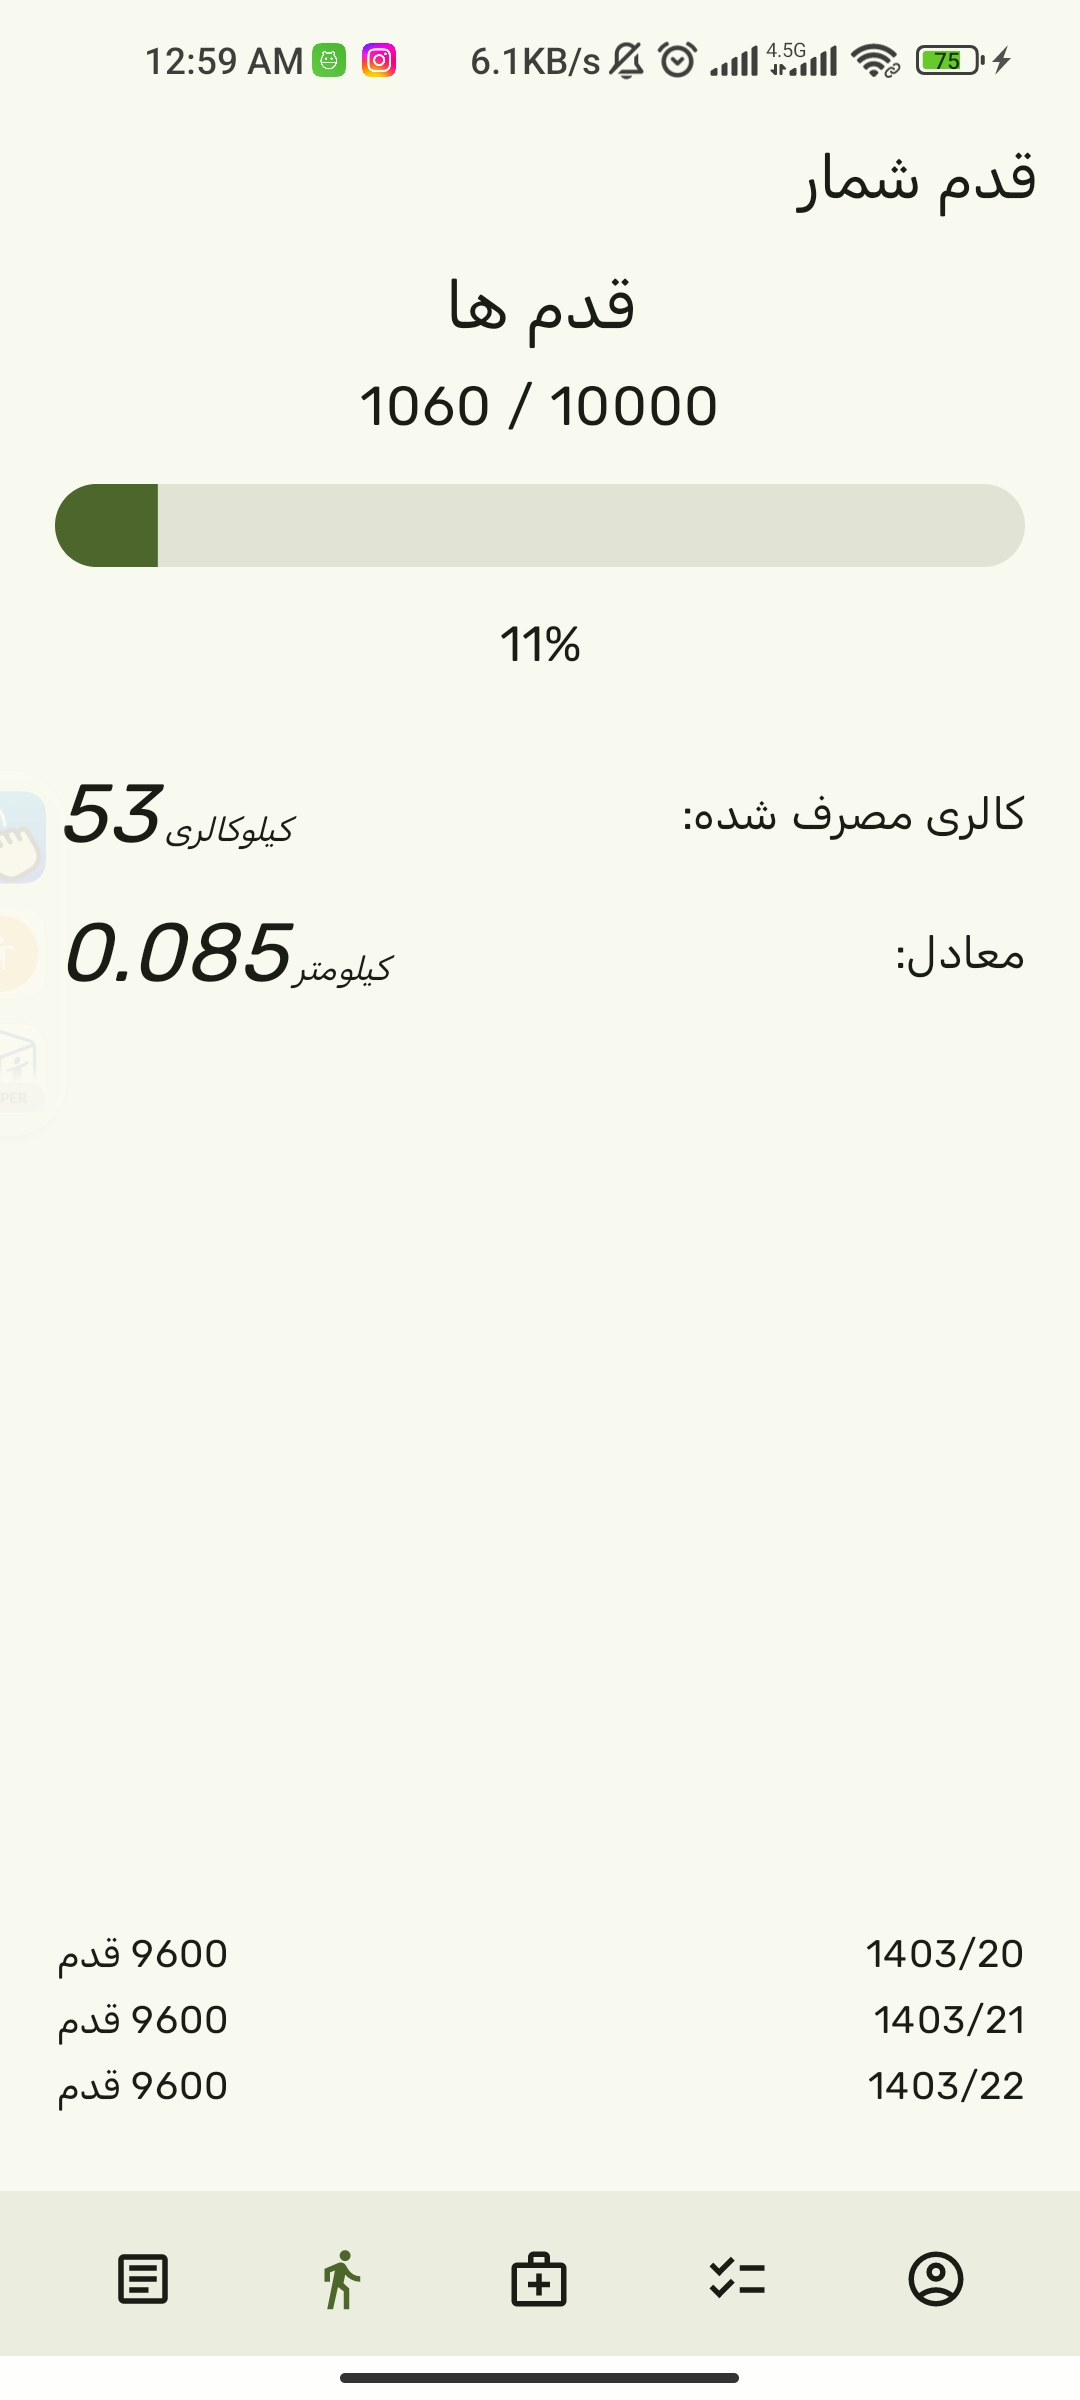 12:59 AM 6.1KB/s 4.5G 75
قدم شمار
قدم ها
1060 / 10000
11%
کالری مصرف شده: 53 کیلوکالری
معادل: 0.085 کیلومتر
PER
1403/20 9600 قدم
1403/21 9600 قدم
1403/22 9600 قدم